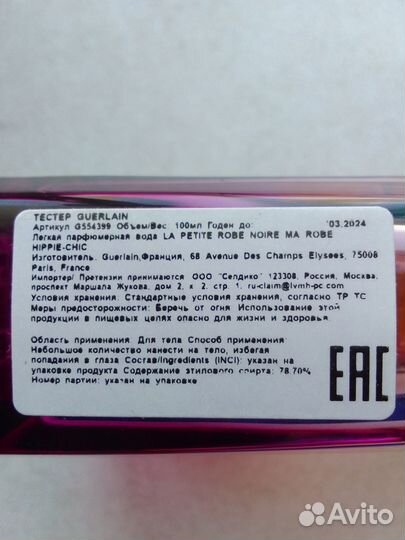 ТЕСТЕР GUERLAIN
Артикул G554399 Объем/Вес: 100мл Годен до: 03.2024
Легкая парфюмерная вода LA PETITE ROBE NOIRE MA ROBE
HIPPIE-CHIC
Изготовитель: Guerlain,Франция, 68 Avenue Des Champs Elysees, 75008
Paris, France
Импортер/ Претензии принимаются ООО "Селдико" 123308, Россия, Москва,
проспект Маршала Жукова, дом 2, к 2. стр. 1. ru-claim@lvmh-pc.com
Условия хранения: Стандартные условия хранения, согласно ТР ТС
Меры предосторожности: Беречь от огня Использование этой
продукции в пищевых целях опасно для жизни и здоровья.
Область применения: Для тела Способ применения:
Небольшое количество нанести на тело, избегая
попадания в глаза Состав/Ingredients (INCI): указан на
упаковке продукта Содержание этилового спирта: 78.70%
Номер партии: указан на упаковке
EAC
Avito